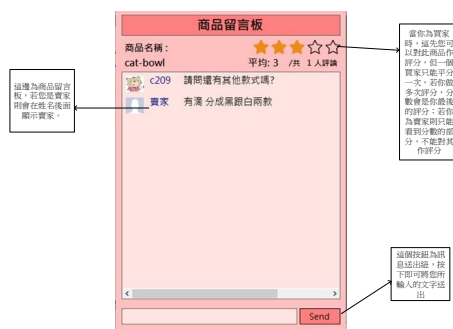 商品留言板
商品名稱：
cat-bowl
平均: 3 /共 1 人評論
c209 請問還有其他款式嗎?
賣家 有滴 分成黑跟白兩款
Send
這邊為商品留言
板，若您是賣家
則會在姓名後面
顯示賣家。
當你為買家
時，這先您可
以對此商品作
評分，但一個
買家只能平分
一次，若你做
多次評分，分
數會是你最後
的評分；若你
為賣家則只能
看到分數的部
分，不能對其
作評分
這個按鈕為訊
息送出紐，按
下即可將您所
輸入的文字送
出